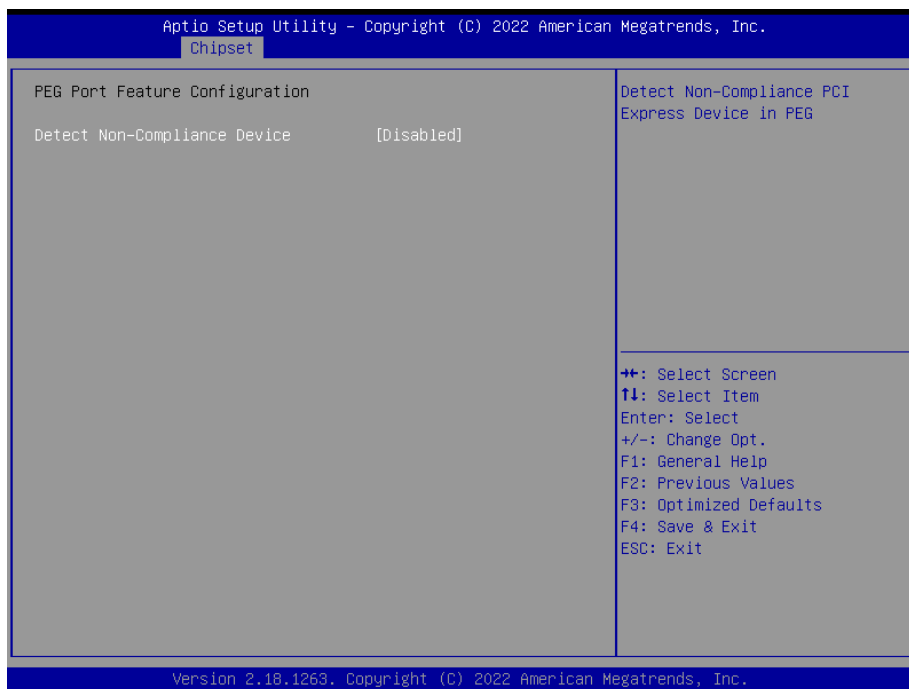 Aptio Setup Utility – Copyright (C) 2022 American Megatrends, Inc.
Chipset
PEG Port Feature Configuration
Detect Non-Compliance Device [Disabled]
Detect Non-Compliance PCI
Express Device in PEG
→←: Select Screen
↑↓: Select Item
Enter: Select
+/-: Change Opt.
F1: General Help
F2: Previous Values
F3: Optimized Defaults
F4: Save & Exit
ESC: Exit
Version 2.18.1263. Copyright (C) 2022 American Megatrends, Inc.